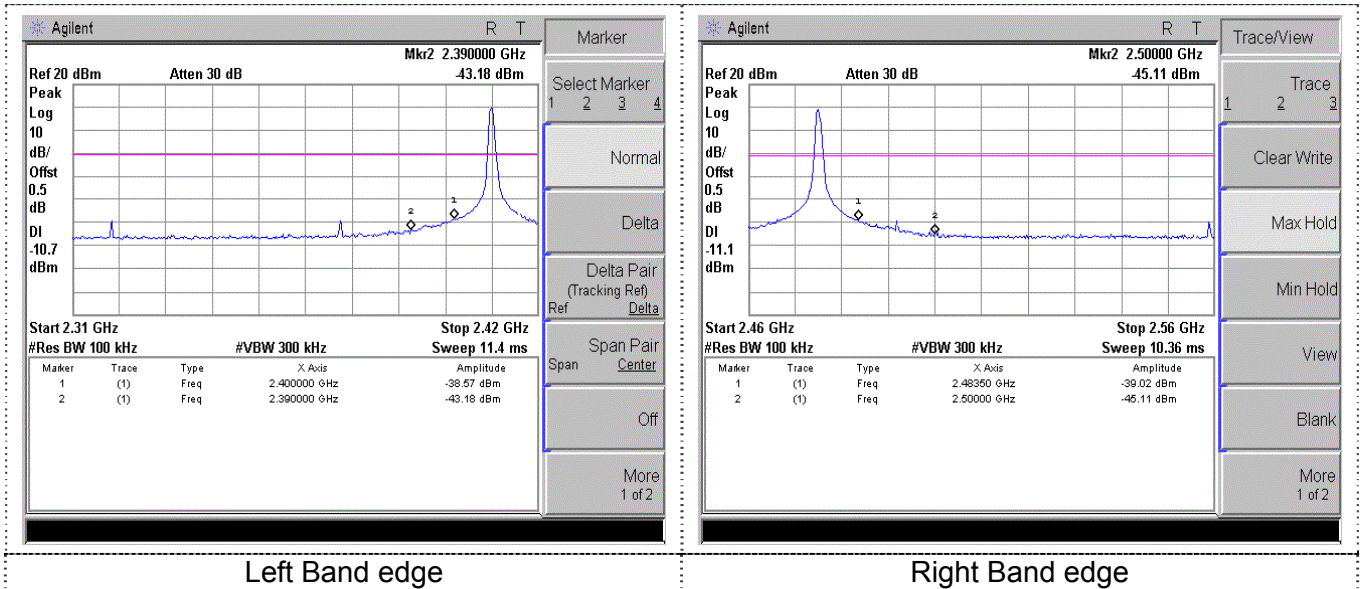 Agilent R T
Marker
Mkr2 2.390000 GHz
Ref 20 dBm Atten 30 dB -43.18 dBm
Peak
Log
10
dB/
Offst
0.5
dB
DI
-10.7
dBm
1
2
Start 2.31 GHz Stop 2.42 GHz
#Res BW 100 kHz #VBW 300 kHz Sweep 11.4 ms
Marker Trace Type X Axis Amplitude
1 (1) Freq 2.400000 GHz -38.57 dBm
2 (1) Freq 2.390000 GHz -43.18 dBm
Select Marker
1 2 3 4
Normal
Delta
Delta Pair
(Tracking Ref)
Ref Delta
Span Pair
Span Center
Off
More
1 of 2
Left Band edge
Agilent R T
Trace/View
Mkr2 2.50000 GHz
Ref 20 dBm Atten 30 dB -45.11 dBm
Peak
Log
10
dB/
Offst
0.5
dB
DI
-11.1
dBm
1
2
Start 2.46 GHz Stop 2.56 GHz
#Res BW 100 kHz #VBW 300 kHz Sweep 10.36 ms
Marker Trace Type X Axis Amplitude
1 (1) Freq 2.48350 GHz -39.02 dBm
2 (1) Freq 2.50000 GHz -45.11 dBm
Trace
1 2 3
Clear Write
Max Hold
Min Hold
View
Blank
More
1 of 2
Right Band edge